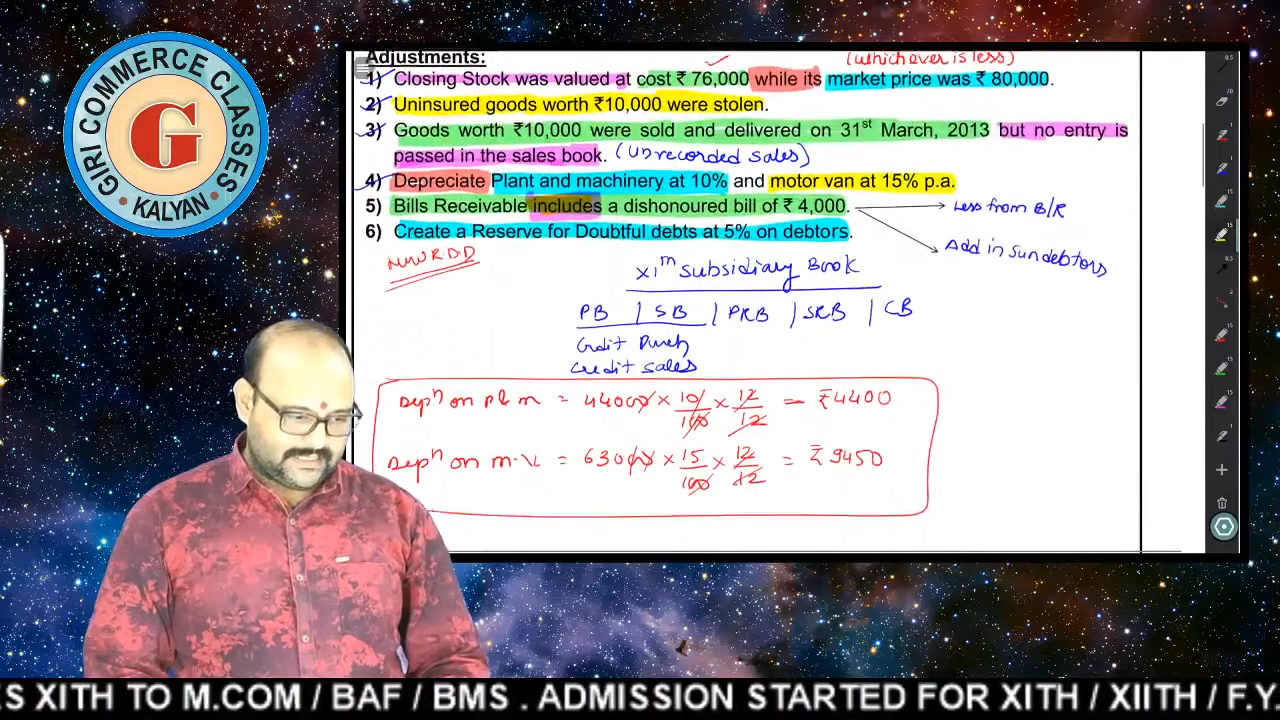 GIRI COMMERCE CLASSES
G
• KALYAN •
Adjustments:
(whichever is less)
1) Closing Stock was valued at cost ₹ 76,000 while its market price was ₹ 80,000.
2) Uninsured goods worth ₹10,000 were stolen.
3) Goods worth ₹10,000 were sold and delivered on 31st March, 2013 but no entry is
passed in the sales book. (unrecorded sales)
4) Depreciate Plant and machinery at 10% and motor van at 15% p.a.
5) Bills Receivable includes a dishonoured bill of ₹ 4,000.
Less from B/R
6) Create a Reserve for Doubtful debts at 5% on debtors.
Add in Sundebtors
R.D.D
XIth Subsidiary Book
PB | SB | PRB | SRB | CB
Credit Purch
Credit sales
Depn on P& m = 44000 × 10/100 × 12/12 = ₹4400
Depn on m.v = 63000 × 15/100 × 12/12 = ₹9450
ES XITH TO M.COM / BAF / BMS . ADMISSION STARTED FOR XITH / XIITH / F.Y.